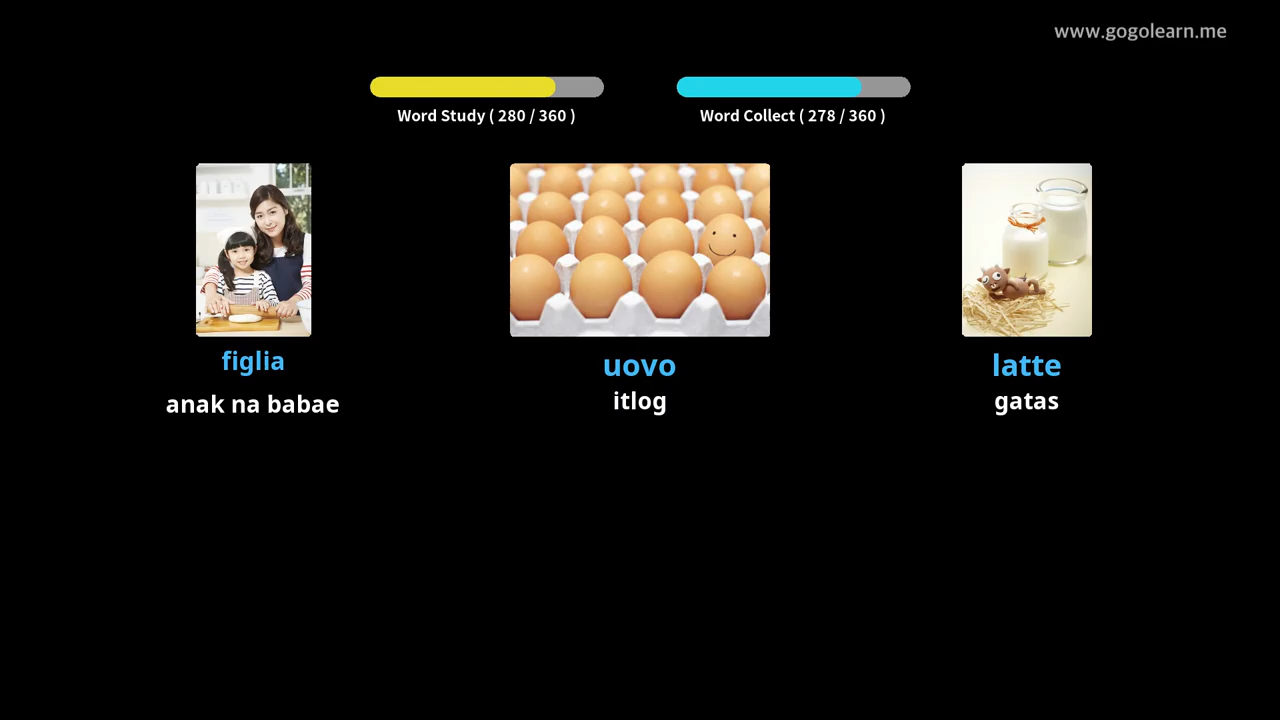 www.gogolearn.me
Word Study ( 280 / 360 )
Word Collect ( 278 / 360 )
figlia
anak na babae
uovo
itlog
latte
gatas